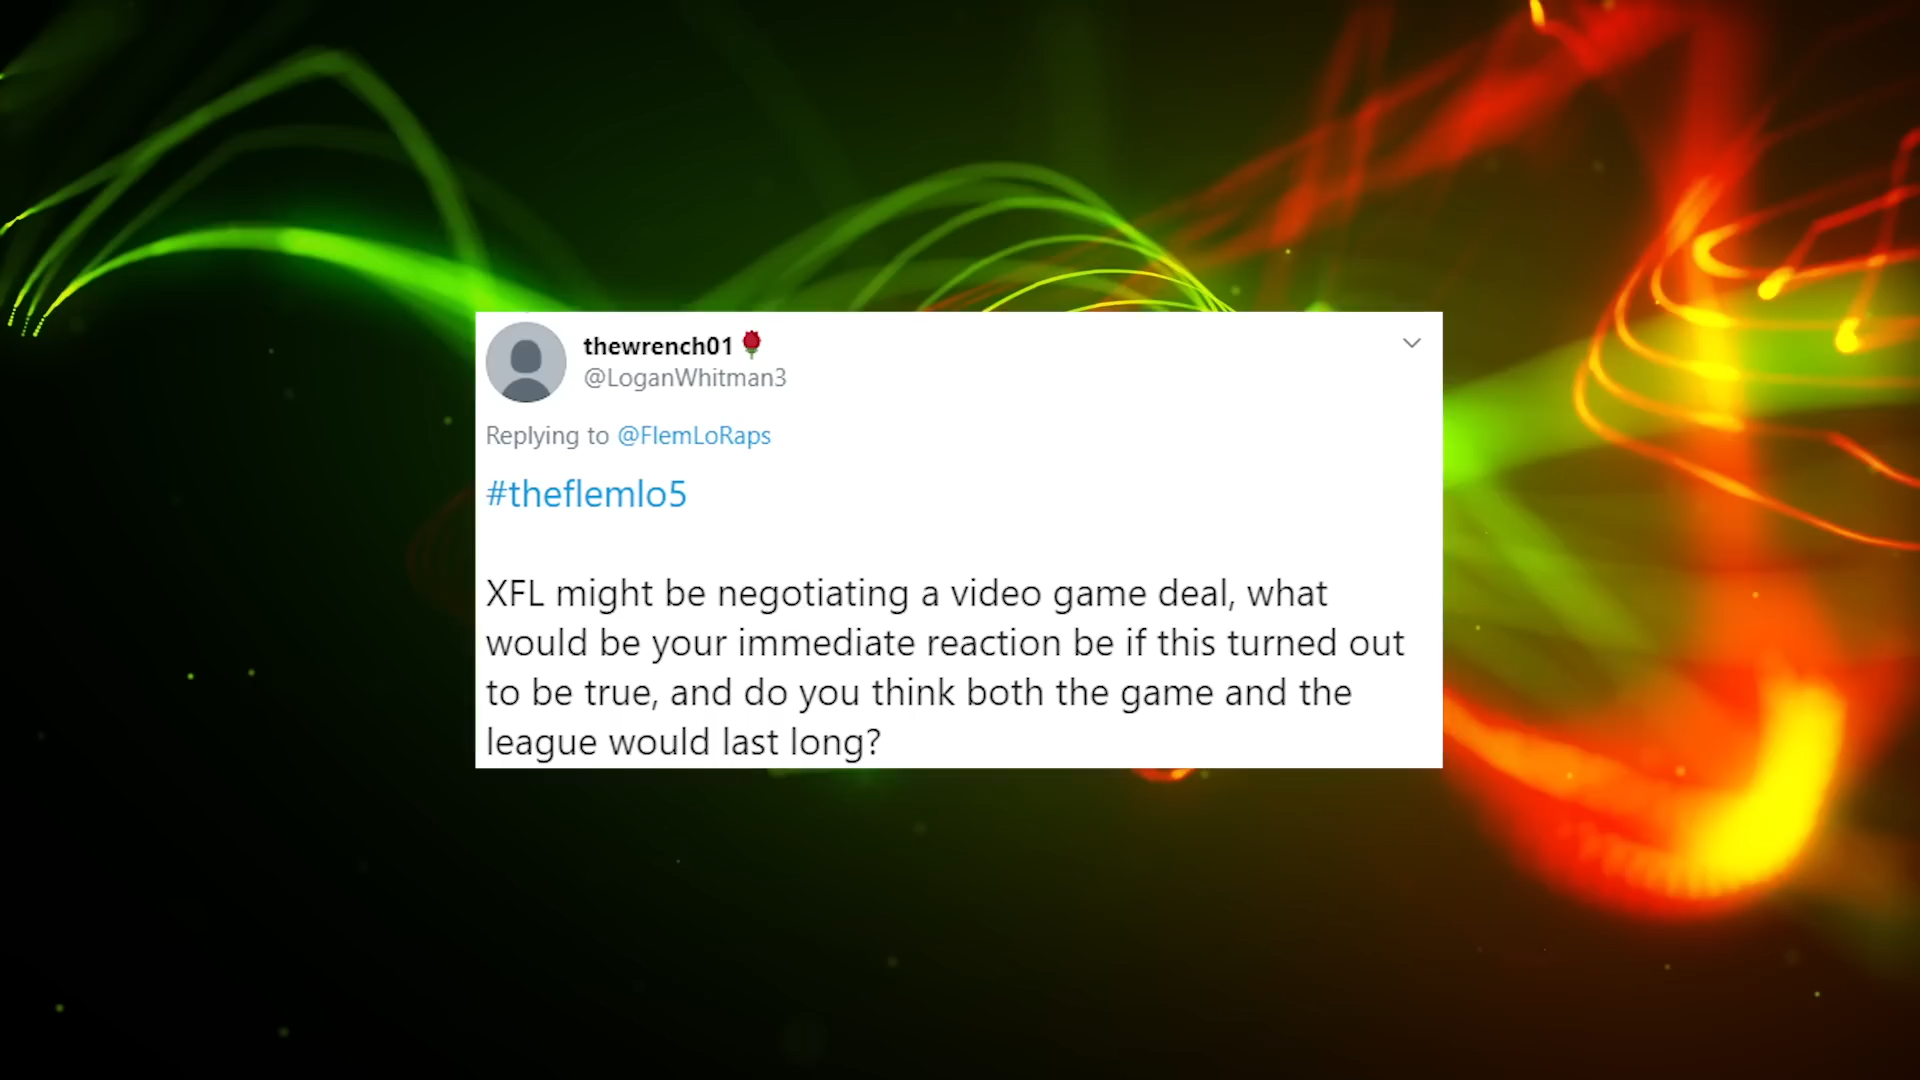 thewrench01🌹
@LoganWhitman3
Replying to @FlemLoRaps
#theflemlo5
XFL might be negotiating a video game deal, what
would be your immediate reaction be if this turned out
to be true, and do you think both the game and the
league would last long?